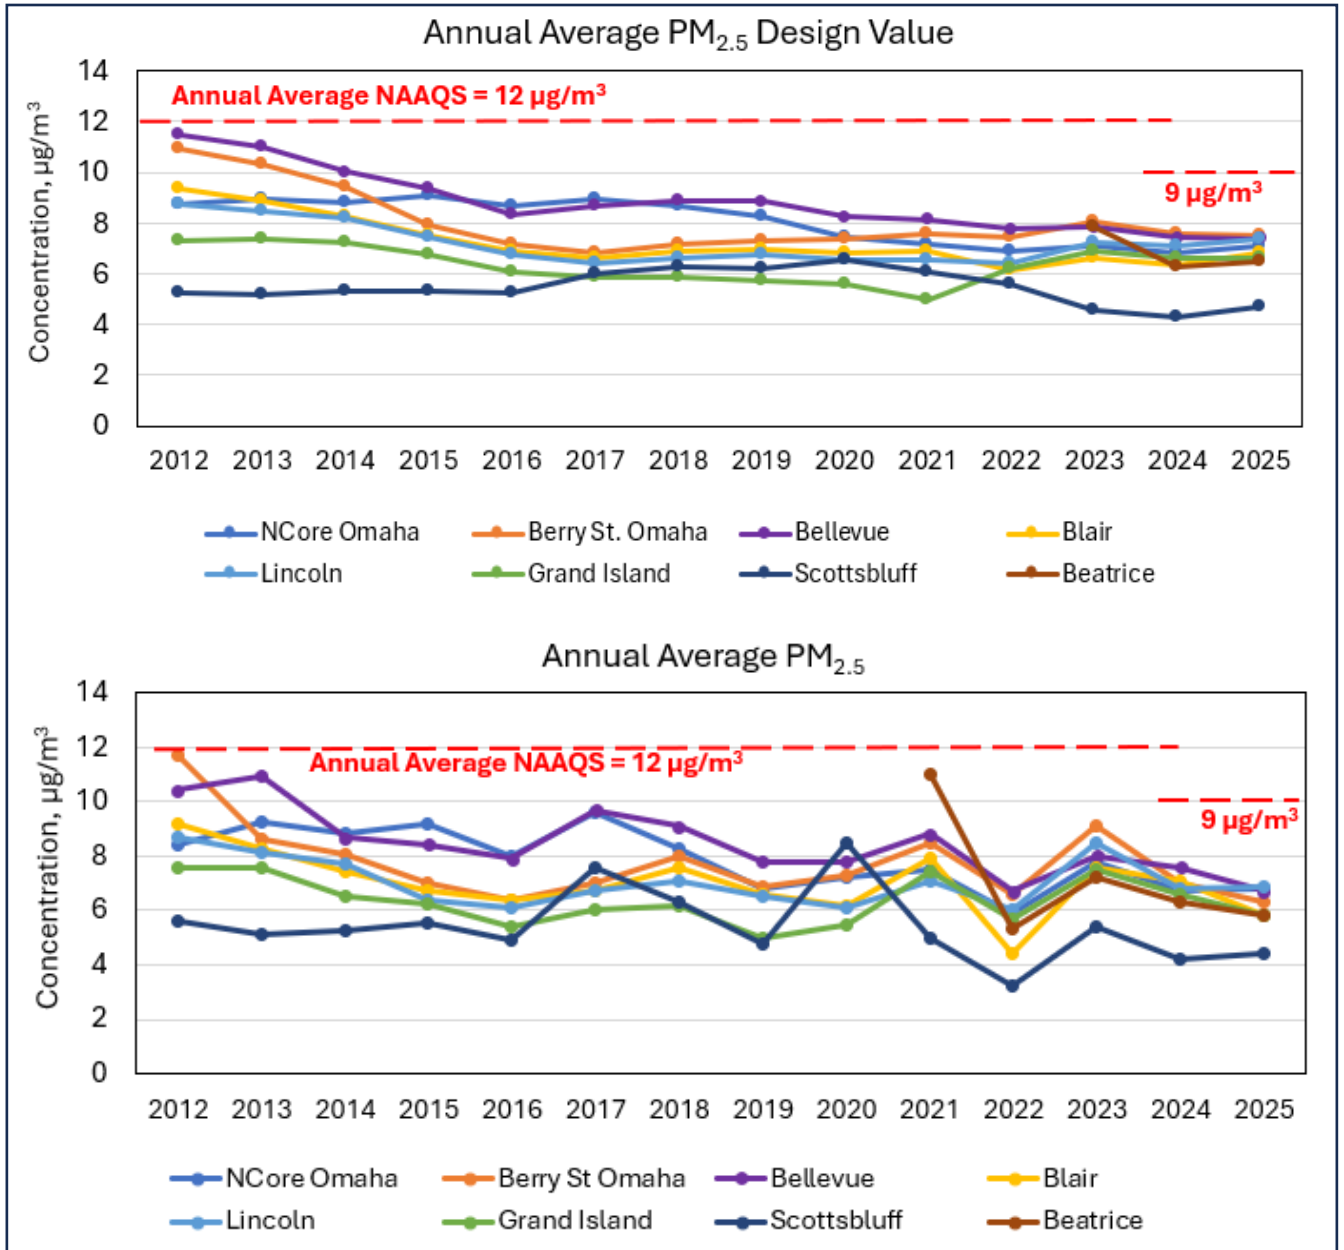 Annual Average PM₂.₅ Design Value
Concentration, µg/m³
14
12
10
8
6
4
2
0
Annual Average NAAQS = 12 µg/m³
9 µg/m³
2012 2013 2014 2015 2016 2017 2018 2019 2020 2021 2022 2023 2024 2025
NCore Omaha Berry St. Omaha Bellevue Blair
Lincoln Grand Island Scottsbluff Beatrice
Annual Average PM₂.₅
Concentration, µg/m³
14
12
10
8
6
4
2
0
Annual Average NAAQS = 12 µg/m³
9 µg/m³
2012 2013 2014 2015 2016 2017 2018 2019 2020 2021 2022 2023 2024 2025
NCore Omaha Berry St Omaha Bellevue Blair
Lincoln Grand Island Scottsbluff Beatrice